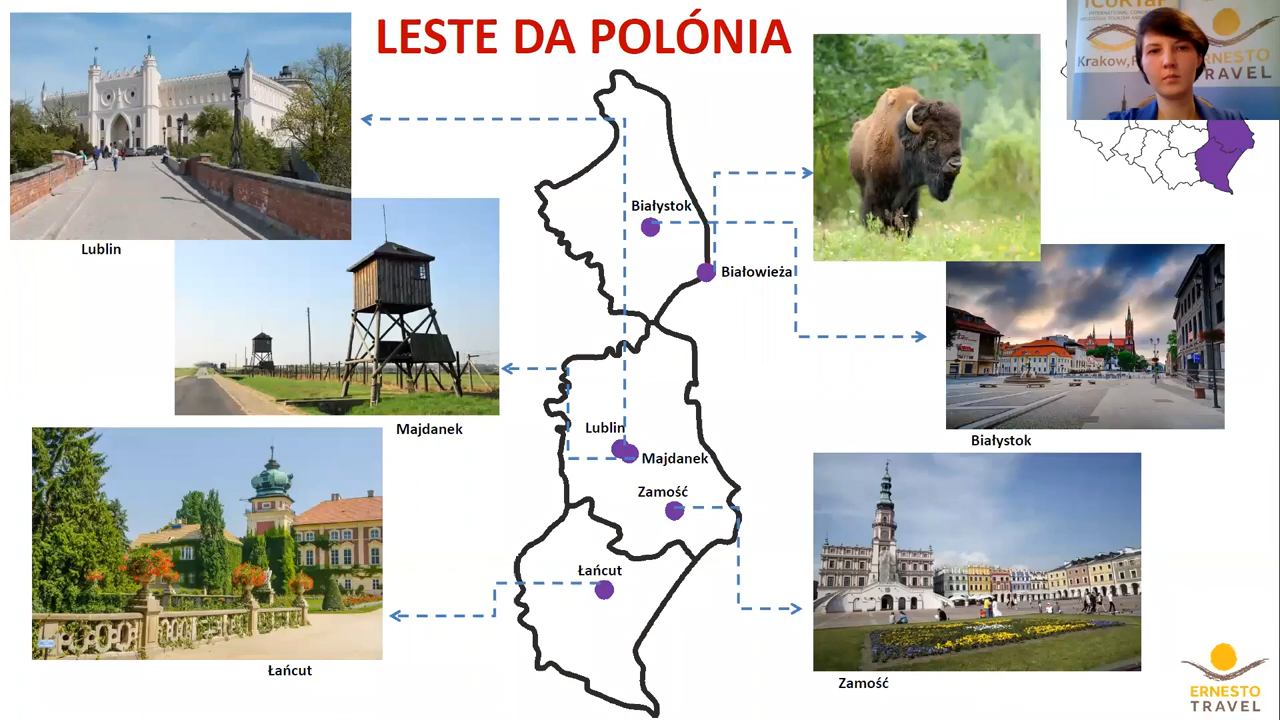 LESTE DA POLÓNIA
Lublin
Majdanek
Łańcut
Białystok
Białowieża
Lublin
Majdanek
Zamość
Łańcut
Białystok
Zamość
Krakow,
ERNESTO
TRAVEL
ERNESTO
TRAVEL